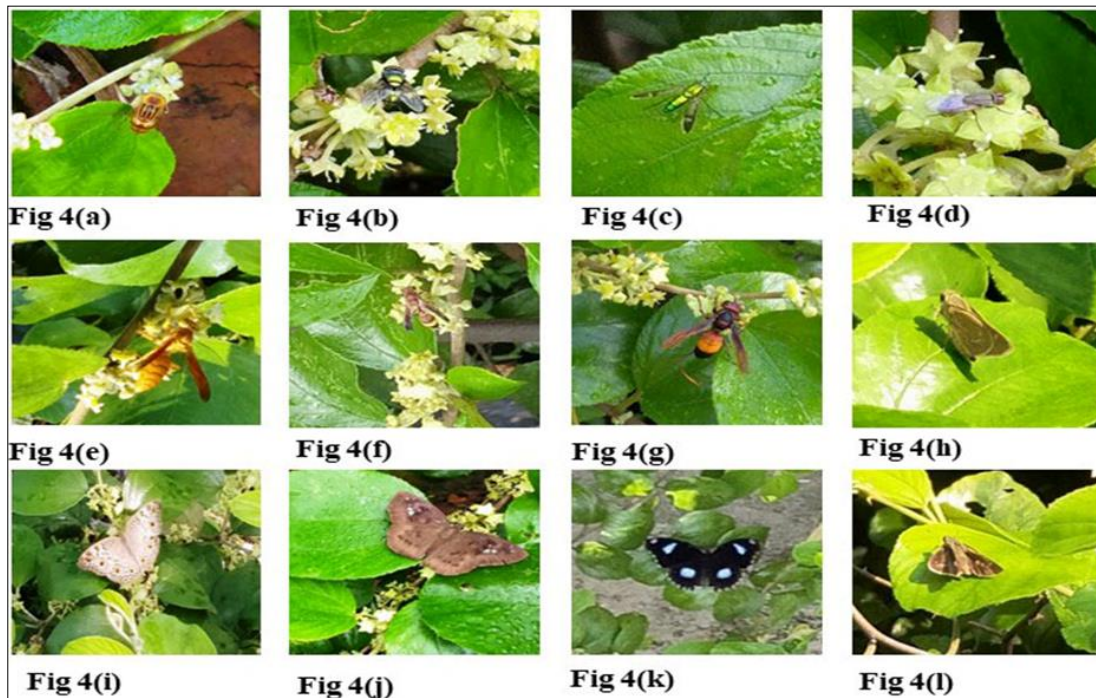 Fig 4(a)
Fig 4(b)
Fig 4(c)
Fig 4(d)
Fig 4(e)
Fig 4(f)
Fig 4(g)
Fig 4(h)
Fig 4(i)
Fig 4(j)
Fig 4(k)
Fig 4(l)